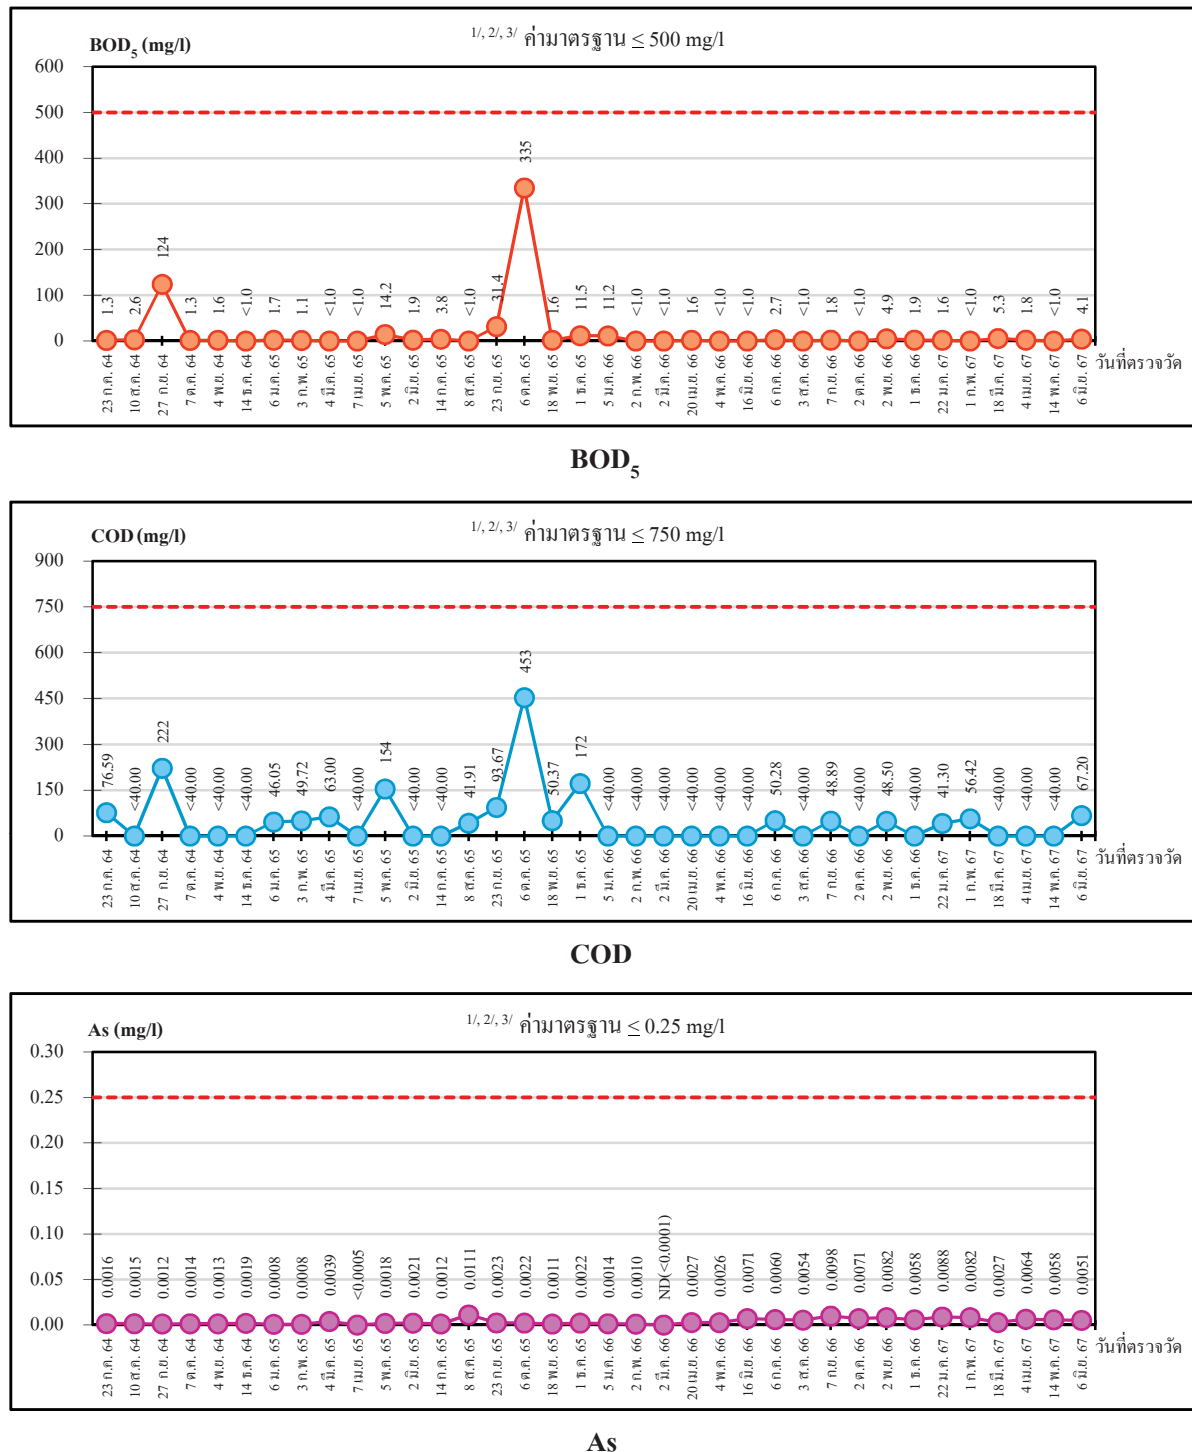 BOD5 (mg/l)
1/, 2/, 3/ ค่ามาตรฐาน ≤ 500 mg/l
600
500
400
300
200
100
0
1.3 2.6 124 1.3 1.6 <1.0 1.7 1.1 <1.0 <1.0 14.2 1.9 3.8 <1.0 31.4 335 1.6 11.5 11.2 <1.0 <1.0 1.6 <1.0 <1.0 2.7 <1.0 1.8 <1.0 4.9 1.9 1.6 <1.0 5.3 1.8 <1.0 4.1
23 ก.ค. 64 10 ส.ค. 64 27 ก.ย. 64 7 ต.ค. 64 4 พ.ย. 64 14 ธ.ค. 64 6 ม.ค. 65 3 ก.พ. 65 4 มี.ค. 65 7 เม.ย. 65 5 พ.ค. 65 2 มิ.ย. 65 14 ก.ค. 65 8 ส.ค. 65 23 ก.ย. 65 6 ต.ค. 65 18 พ.ย. 65 1 ธ.ค. 65 5 ม.ค. 66 2 ก.พ. 66 2 มี.ค. 66 20 เม.ย. 66 4 พ.ค. 66 16 มิ.ย. 66 6 ก.ค. 66 3 ส.ค. 66 7 ก.ย. 66 2 ต.ค. 66 2 พ.ย. 66 1 ธ.ค. 66 22 ม.ค. 67 1 ก.พ. 67 18 มี.ค. 67 4 เม.ย. 67 14 พ.ค. 67 6 มิ.ย. 67
วันที่ตรวจวัด
BOD5
COD (mg/l)
1/, 2/, 3/ ค่ามาตรฐาน ≤ 750 mg/l
900
750
600
450
300
150
0
76.59 <40.00 222 <40.00 <40.00 <40.00 46.05 49.72 63.00 <40.00 154 <40.00 <40.00 41.91 93.67 453 50.37 172 <40.00 <40.00 <40.00 <40.00 <40.00 <40.00 50.28 <40.00 48.89 <40.00 48.50 <40.00 41.30 56.42 <40.00 <40.00 <40.00 67.20
23 ก.ค. 64 10 ส.ค. 64 27 ก.ย. 64 7 ต.ค. 64 4 พ.ย. 64 14 ธ.ค. 64 6 ม.ค. 65 3 ก.พ. 65 4 มี.ค. 65 7 เม.ย. 65 5 พ.ค. 65 2 มิ.ย. 65 14 ก.ค. 65 8 ส.ค. 65 23 ก.ย. 65 6 ต.ค. 65 18 พ.ย. 65 1 ธ.ค. 65 5 ม.ค. 66 2 ก.พ. 66 2 มี.ค. 66 20 เม.ย. 66 4 พ.ค. 66 16 มิ.ย. 66 6 ก.ค. 66 3 ส.ค. 66 7 ก.ย. 66 2 ต.ค. 66 2 พ.ย. 66 1 ธ.ค. 66 22 ม.ค. 67 1 ก.พ. 67 18 มี.ค. 67 4 เม.ย. 67 14 พ.ค. 67 6 มิ.ย. 67
วันที่ตรวจวัด
COD
As (mg/l)
1/, 2/, 3/ ค่ามาตรฐาน ≤ 0.25 mg/l
0.30
0.25
0.20
0.15
0.10
0.05
0.00
0.0016 0.0015 0.0012 0.0014 0.0013 0.0019 0.0008 0.0008 0.0039 <0.0005 0.0018 0.0021 0.0012 0.0111 0.0023 0.0022 0.0011 0.0022 0.0014 0.0010 ND(<0.0001) 0.0027 0.0026 0.0071 0.0060 0.0054 0.0098 0.0071 0.0082 0.0058 0.0088 0.0082 0.0027 0.0064 0.0058 0.0051
23 ก.ค. 64 10 ส.ค. 64 27 ก.ย. 64 7 ต.ค. 64 4 พ.ย. 64 14 ธ.ค. 64 6 ม.ค. 65 3 ก.พ. 65 4 มี.ค. 65 7 เม.ย. 65 5 พ.ค. 65 2 มิ.ย. 65 14 ก.ค. 65 8 ส.ค. 65 23 ก.ย. 65 6 ต.ค. 65 18 พ.ย. 65 1 ธ.ค. 65 5 ม.ค. 66 2 ก.พ. 66 2 มี.ค. 66 20 เม.ย. 66 4 พ.ค. 66 16 มิ.ย. 66 6 ก.ค. 66 3 ส.ค. 66 7 ก.ย. 66 2 ต.ค. 66 2 พ.ย. 66 1 ธ.ค. 66 22 ม.ค. 67 1 ก.พ. 67 18 มี.ค. 67 4 เม.ย. 67 14 พ.ค. 67 6 มิ.ย. 67
วันที่ตรวจวัด
As